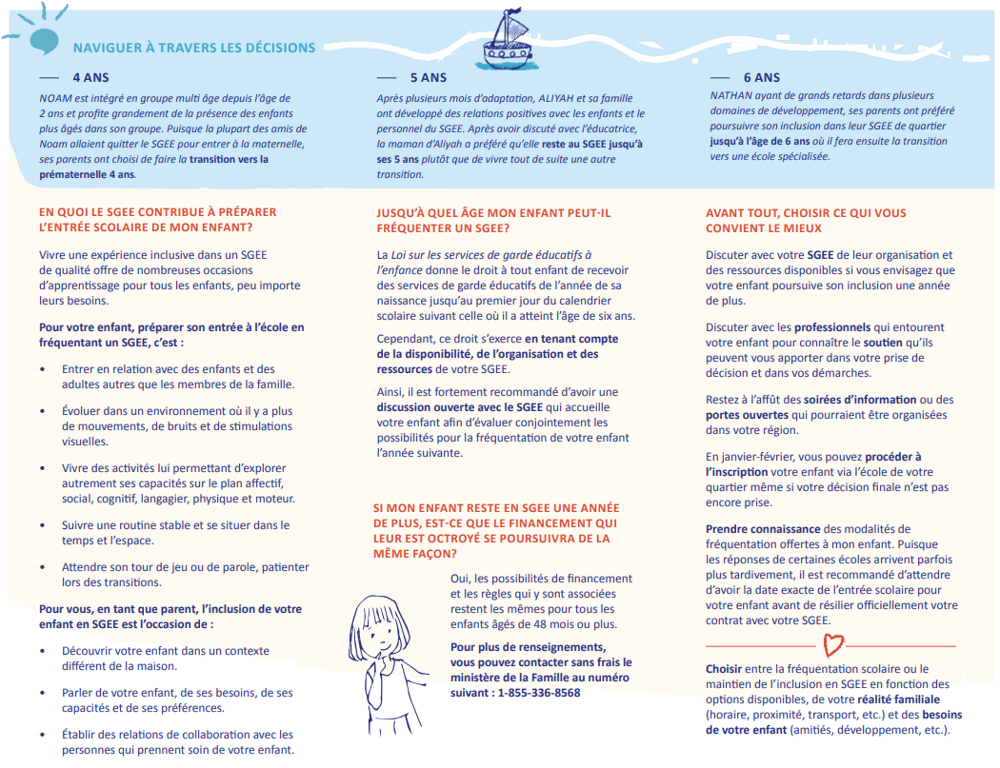 NAVIGUER À TRAVERS LES DÉCISIONS
4 ANS
NOAM est intégré en groupe multi âge depuis l'âge de
2 ans et profite grandement de la présence des enfants
plus âgés dans son groupe. Puisque la plupart des amis de
Noam allaient quitter le SGEE pour entrer à la maternelle,
ses parents ont choisi de faire la transition vers la
prématernelle 4 ans.
5 ANS
Après plusieurs mois d'adaptation, ALIYAH et sa famille
ont développé des relations positives avec les enfants et le
personnel du SGEE. Après avoir discuté avec l'éducatrice,
la maman d'Aliyah a préféré qu'elle reste au SGEE jusqu'à
ses 5 ans plutôt que de vivre tout de suite une autre
transition.
6 ANS
NATHAN ayant de grands retards dans plusieurs
domaines de développement, ses parents ont préféré
poursuivre son inclusion dans leur SGEE de quartier
jusqu'à l'âge de 6 ans où il fera ensuite la transition
vers une école spécialisée.
EN QUOI LE SGEE CONTRIBUE À PRÉPARER
L'ENTRÉE SCOLAIRE DE MON ENFANT?
Vivre une expérience inclusive dans un SGEE
de qualité offre de nombreuses occasions
d'apprentissage pour tous les enfants, peu importe
leurs besoins.
Pour votre enfant, préparer son entrée à l'école en
fréquentant un SGEE, c'est :
• Entrer en relation avec des enfants et des
adultes autres que les membres de la famille.
• Évoluer dans un environnement où il y a plus
de mouvements, de bruits et de stimulations
visuelles.
• Vivre des activités lui permettant d'explorer
autrement ses capacités sur le plan affectif,
social, cognitif, langagier, physique et moteur.
• Suivre une routine stable et se situer dans le
temps et l'espace.
• Attendre son tour de jeu ou de parole, patienter
lors des transitions.
Pour vous, en tant que parent, l'inclusion de votre
enfant en SGEE est l'occasion de :
• Découvrir votre enfant dans un contexte
différent de la maison.
• Parler de votre enfant, de ses besoins, de ses
capacités et de ses préférences.
• Établir des relations de collaboration avec les
personnes qui prennent soin de votre enfant.
JUSQU'À QUEL ÂGE MON ENFANT PEUT-IL
FRÉQUENTER UN SGEE?
La Loi sur les services de garde éducatifs à
l'enfance donne le droit à tout enfant de recevoir
des services de garde éducatifs de l'année de sa
naissance jusqu'au premier jour du calendrier
scolaire suivant celle où il a atteint l'âge de six ans.
Cependant, ce droit s'exerce en tenant compte
de la disponibilité, de l'organisation et des
ressources de votre SGEE.
Ainsi, il est fortement recommandé d'avoir une
discussion ouverte avec le SGEE qui accueille
votre enfant afin d'évaluer conjointement les
possibilités pour la fréquentation de votre enfant
l'année suivante.
SI MON ENFANT RESTE EN SGEE UNE ANNÉE
DE PLUS, EST-CE QUE LE FINANCEMENT QUI
LEUR EST OCTROYÉ SE POURSUIVRA DE LA
MÊME FAÇON?
Oui, les possibilités de financement
et les règles qui y sont associées
restent les mêmes pour tous les
enfants âgés de 48 mois ou plus.
Pour plus de renseignements,
vous pouvez contacter sans frais le
ministère de la Famille au numéro
suivant : 1-855-336-8568
AVANT TOUT, CHOISIR CE QUI VOUS
CONVIENT LE MIEUX
Discuter avec votre SGEE de leur organisation et
des ressources disponibles si vous envisagez que
votre enfant poursuive son inclusion une année
de plus.
Discuter avec les professionnels qui entourent
votre enfant pour connaître le soutien qu'ils
peuvent vous apporter dans votre prise de
décision et dans vos démarches.
Restez à l'affût des soirées d'information ou des
portes ouvertes qui pourraient être organisées
dans votre région.
En janvier-février, vous pouvez procéder à
l'inscription votre enfant via l'école de votre
quartier même si votre décision finale n'est pas
encore prise.
Prendre connaissance des modalités de
fréquentation offertes à mon enfant. Puisque
les réponses de certaines écoles arrivent parfois
plus tardivement, il est recommandé d'attendre
d'avoir la date exacte de l'entrée scolaire pour
votre enfant avant de résilier officiellement votre
contrat avec votre SGEE.
Choisir entre la fréquentation scolaire ou le
maintien de l'inclusion en SGEE en fonction des
options disponibles, de votre réalité familiale
(horaire, proximité, transport, etc.) et des besoins
de votre enfant (amitiés, développement, etc.).